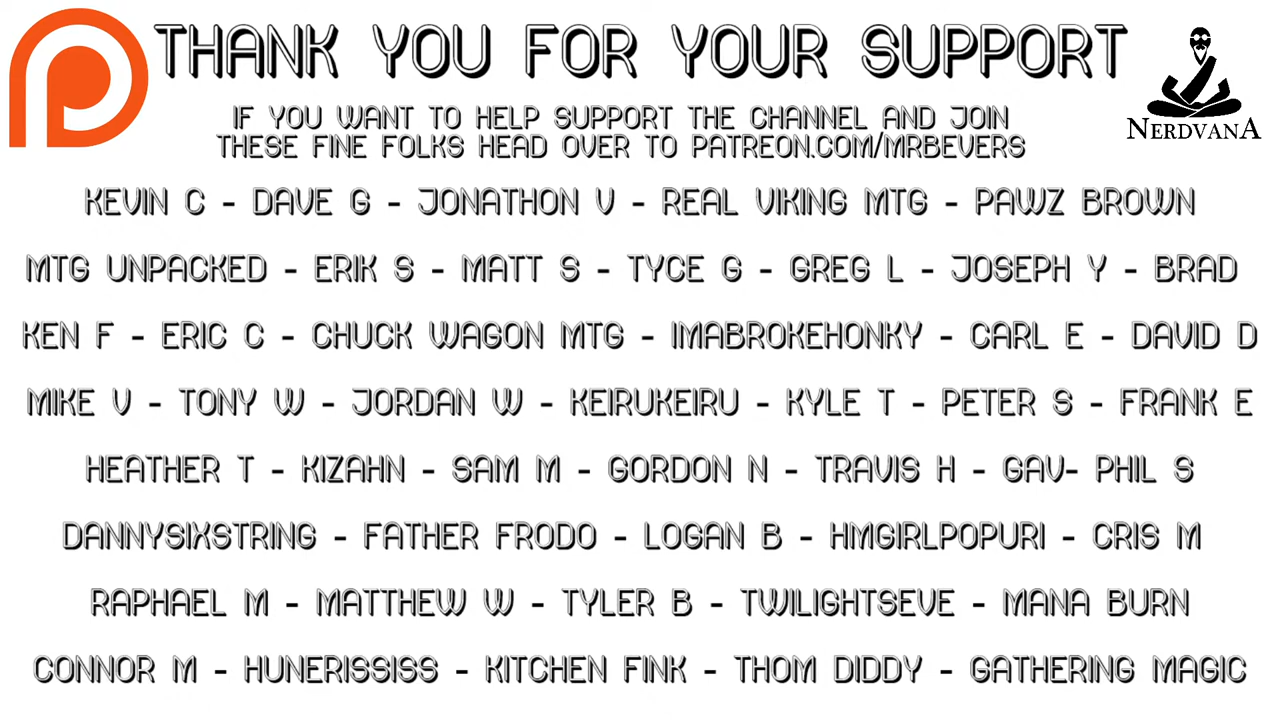 THANK YOU FOR YOUR SUPPORT
IF YOU WANT TO HELP SUPPORT THE CHANNEL AND JOIN
THESE FINE FOLKS HEAD OVER TO PATREON.COM/MRBEVERS
NERDVANA
KEVIN C - DAVE G - JONATHON V - REAL VIKING MTG - PAWZ BROWN
MTG UNPACKED - ERIK S - MATT S - TYCE G - GREG L - JOSEPH Y - BRAD
KEN F - ERIC C - CHUCK WAGON MTG - IMABROKEHONKY - CARL E - DAVID D
MIKE V - TONY W - JORDAN W - KEIRUKEIRU - KYLE T - PETER S - FRANK E
HEATHER T - KIZAHN - SAM M - GORDON N - TRAVIS H - GAV- PHIL S
DANNYSIXSTRING - FATHER FRODO - LOGAN B - HMGIRLPOPURI - CRIS M
RAPHAEL M - MATTHEW W - TYLER B - TWILIGHTSEVE - MANA BURN
CONNOR M - HUNERISSISS - KITCHEN FINK - THOM DIDDY - GATHERING MAGIC